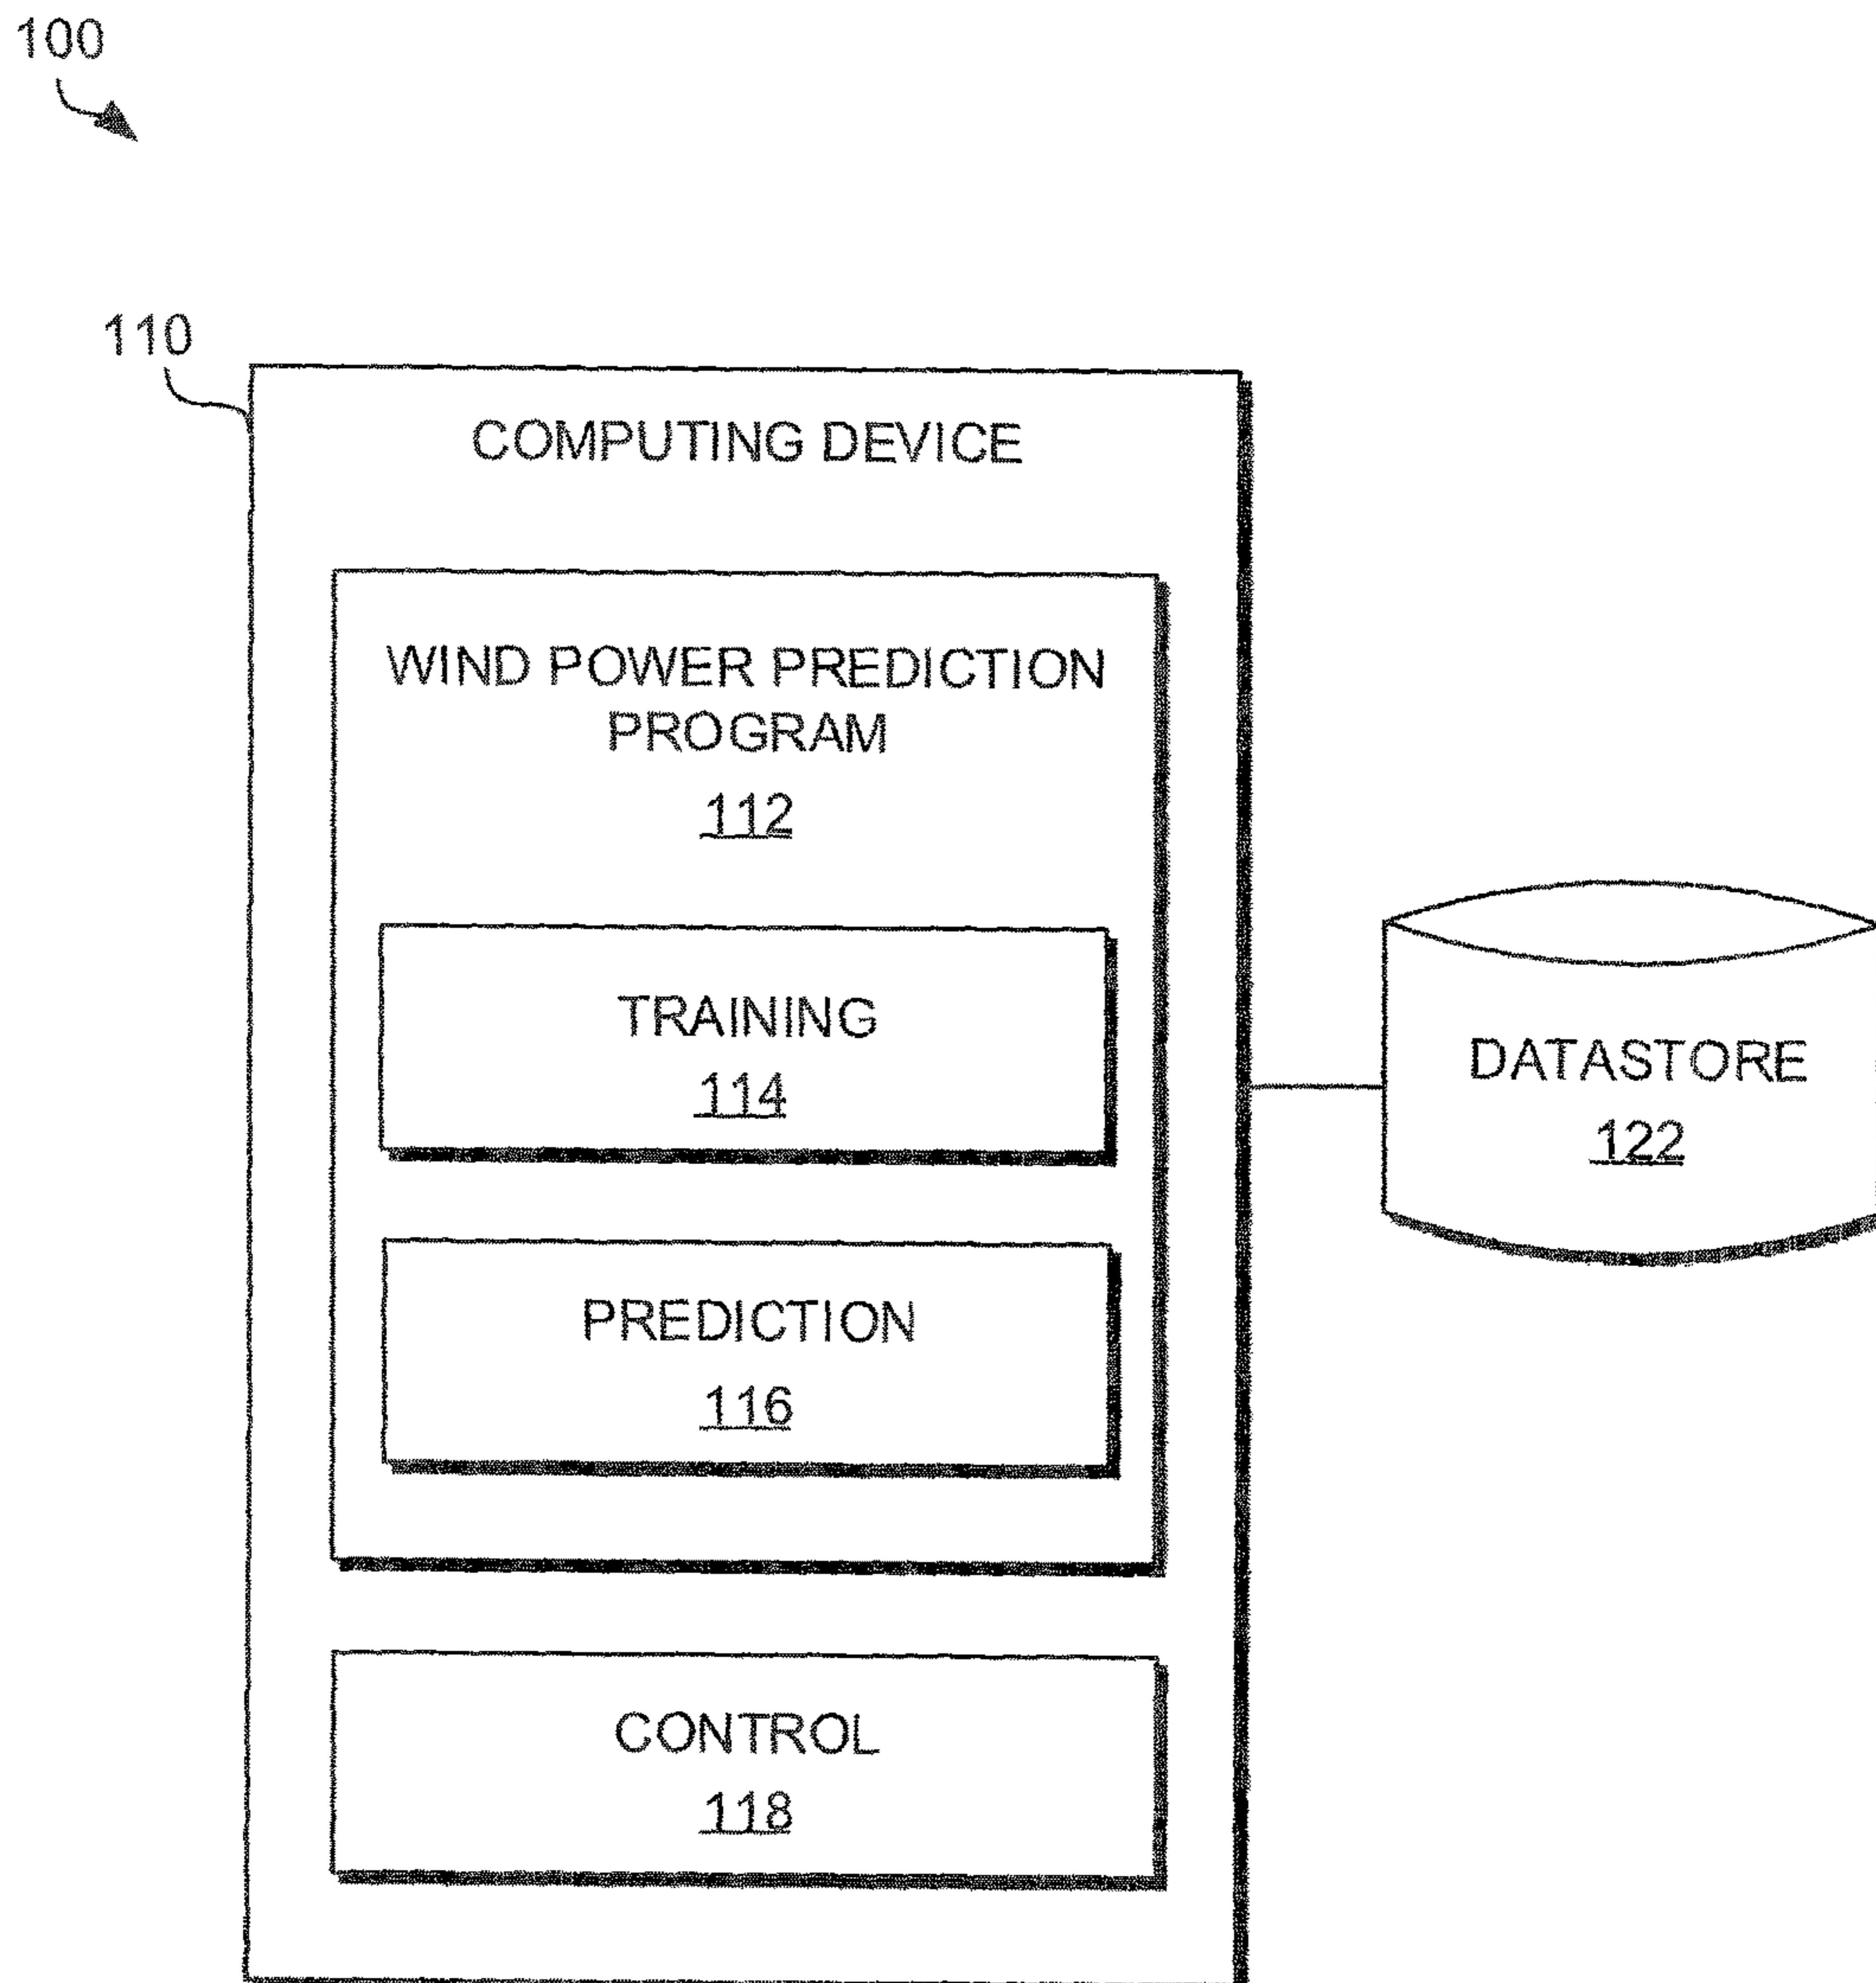 100
110
COMPUTING DEVICE
WIND POWER PREDICTION
PROGRAM
112
TRAINING
114
DATASTORE
122
PREDICTION
116
CONTROL
118